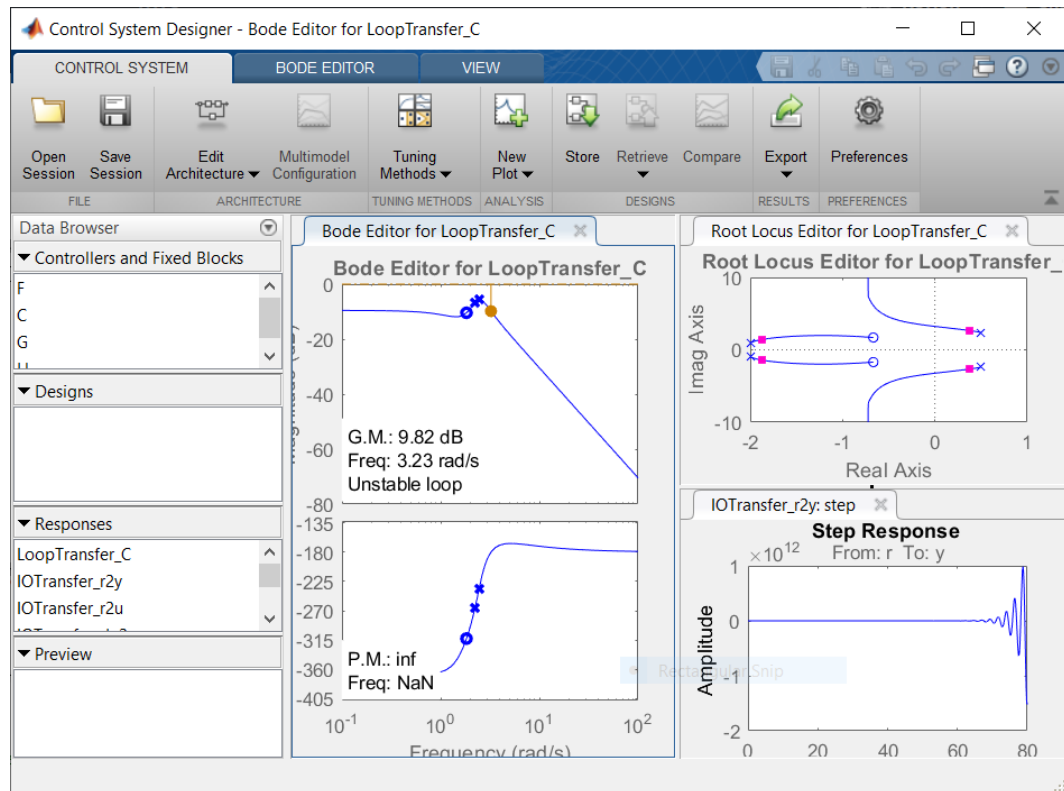 Control System Designer - Bode Editor for LoopTransfer_C
CONTROL SYSTEM
BODE EDITOR
VIEW
Open Session
Save Session
Edit Architecture
Multimodel Configuration
Tuning Methods
New Plot
Store
Retrieve
Compare
Export
Preferences
FILE
ARCHITECTURE
TUNING METHODS
ANALYSIS
DESIGNS
RESULTS
PREFERENCES
Data Browser
Controllers and Fixed Blocks
F
C
G
Designs
Responses
LoopTransfer_C
IOTransfer_r2y
IOTransfer_r2u
Preview
Bode Editor for LoopTransfer_C
Bode Editor for LoopTransfer_C
0
-20
-40
-60
-80
G.M.: 9.82 dB
Freq: 3.23 rad/s
Unstable loop
-135
-180
-225
-270
-315
-360
-405
P.M.: inf
Freq: NaN
10^-1
10^0
10^1
10^2
Frequency (rad/s)
Root Locus Editor for LoopTransfer_C
Root Locus Editor for LoopTransfer_
Imag Axis
10
0
-10
-2
-1
0
1
Real Axis
IOTransfer_r2y: step
Step Response
From: r To: y
×10^12
Amplitude
1
0
-1
-2
0
20
40
60
80
Rectangular Snip